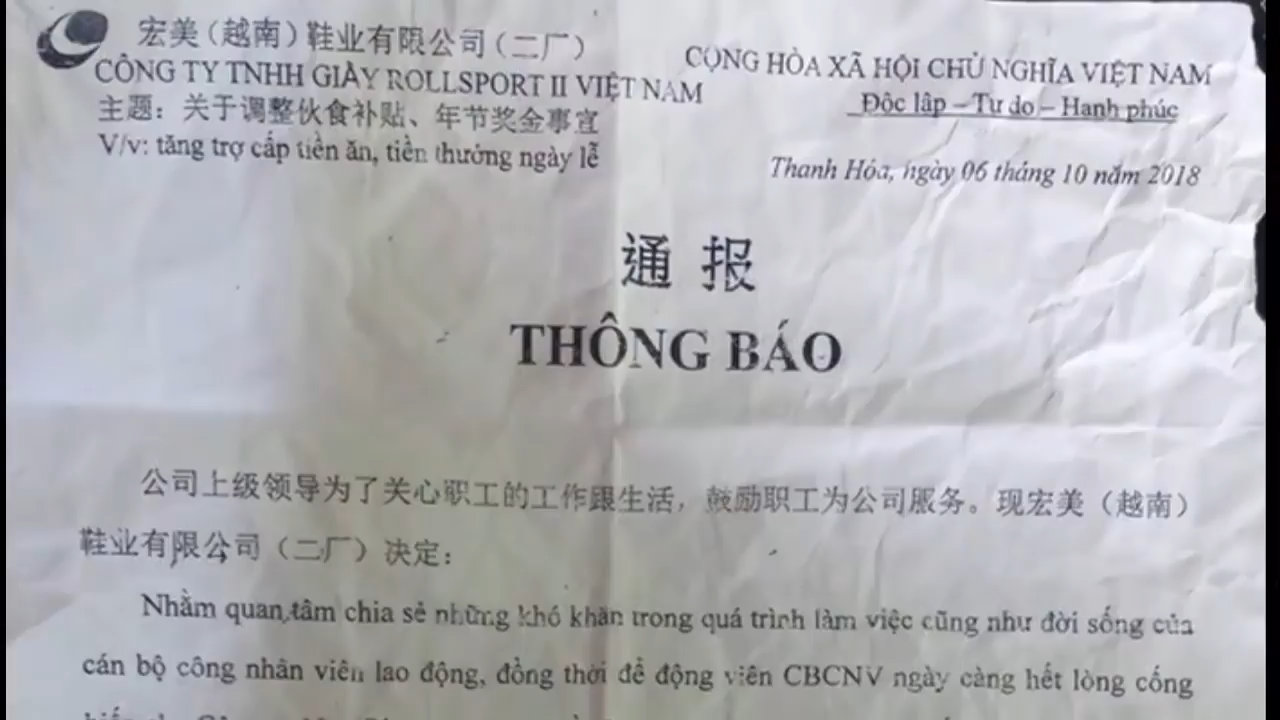 宏美（越南）鞋业有限公司（二厂）
CÔNG TY TNHH GIÀY ROLLSPORT II VIỆT NAM
主题：关于调整伙食补贴、年节奖金事宜
V/v: tăng trợ cấp tiền ăn, tiền thưởng ngày lễ
CỘNG HÒA XÃ HỘI CHỦ NGHĨA VIỆT NAM
Độc lập – Tự do – Hạnh phúc
Thanh Hóa, ngày 06 tháng 10 năm 2018
通 报
THÔNG BÁO
公司上级领导为了关心职工的工作跟生活，鼓励职工为公司服务。现宏美（越南）
鞋业有限公司（二厂）决定：
Nhằm quan tâm chia sẻ những khó khăn trong quá trình làm việc cũng như đời sống của
cán bộ công nhân viên lao động, đồng thời để động viên CBCNV ngày càng hết lòng cống